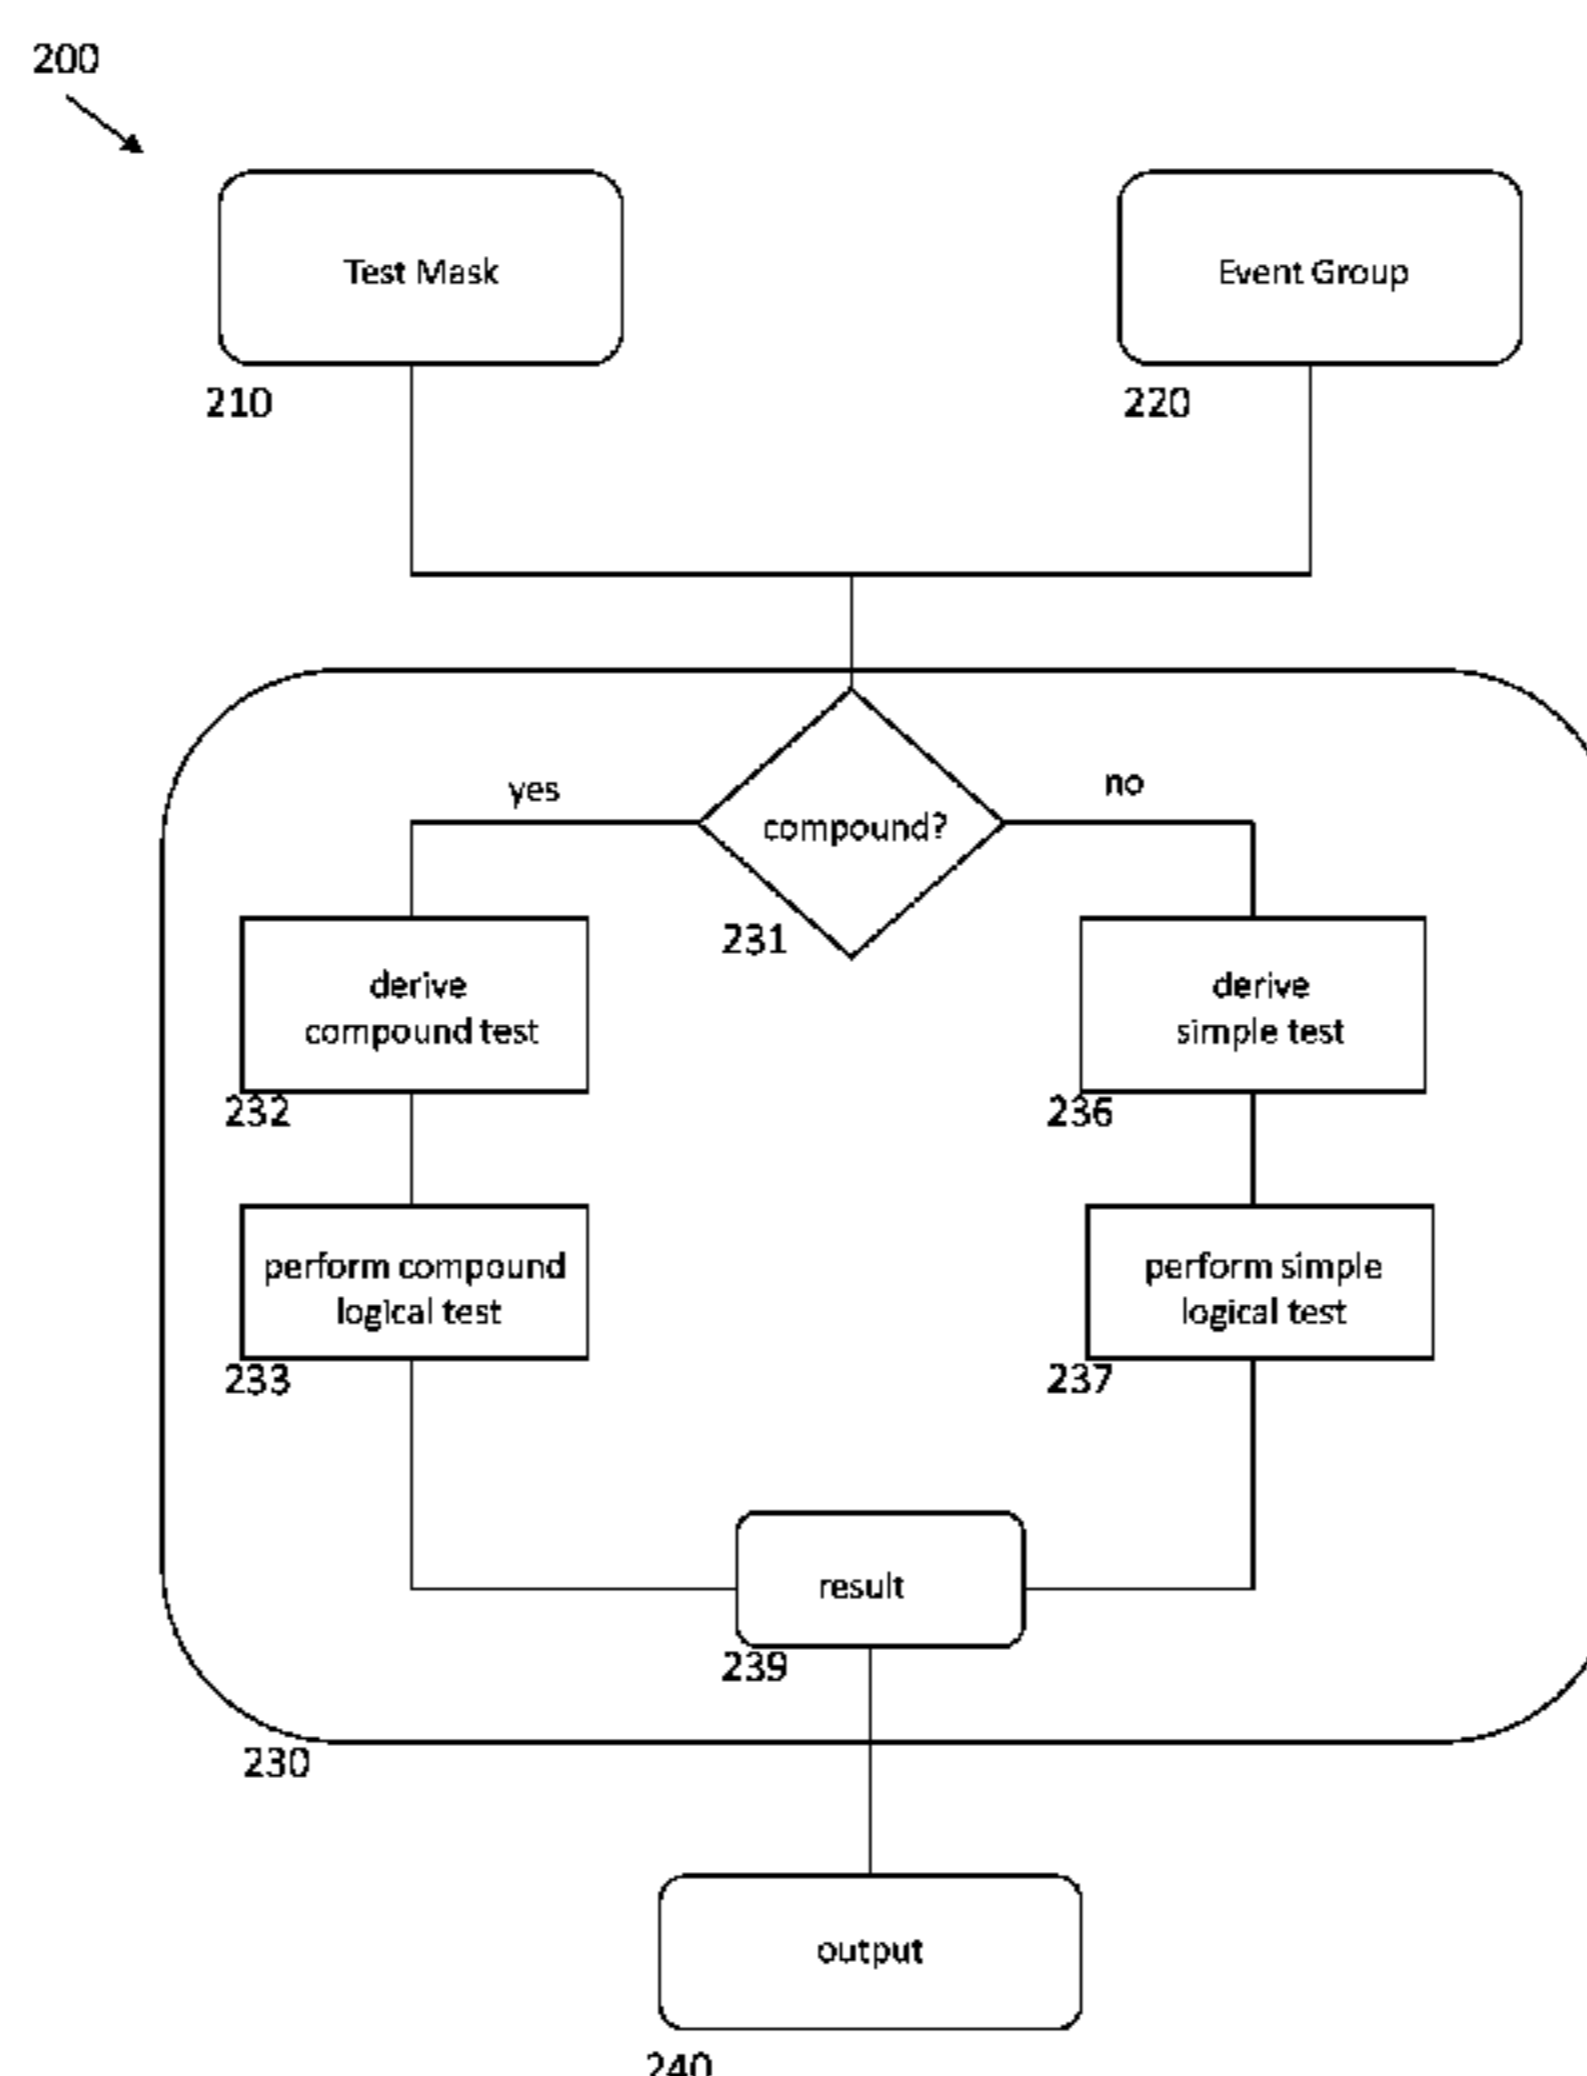 200
Test Mask
Event Group
210
220
yes
no
compound?
231
derive
compound test
derive
simple test
232
236
perform compound
logical test
perform simple
logical test
233
237
result
239
230
output
240